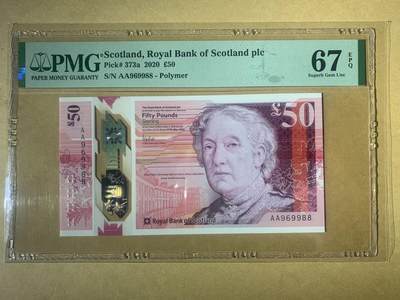 PMG
PAPER MONEY GUARANTY
Scotland, Royal Bank of Scotland plc
Pick# 373a 2020 £50
S/N AA969988 - Polymer
67 EPQ
Superb Gem Unc
£50
AA969988
Fifty Pounds
Sterling
£50
Royal Bank of Scotland
AA969988